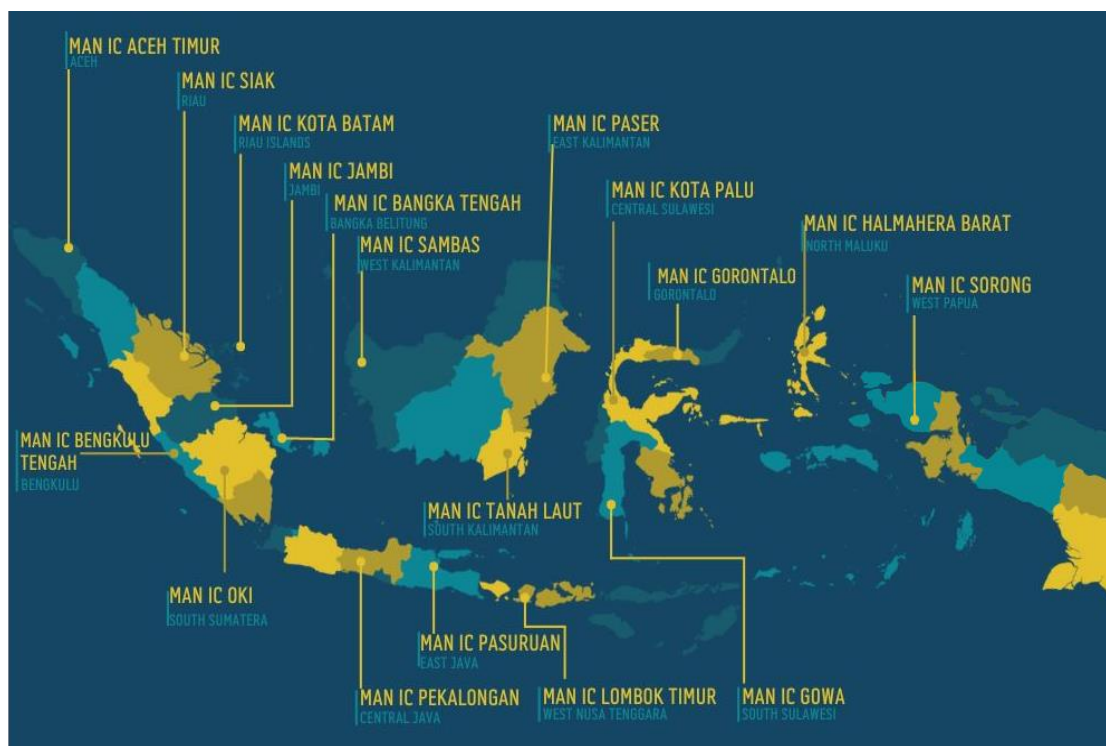 MAN IC ACEH TIMUR
ACEH
MAN IC SIAK
RIAU
MAN IC KOTA BATAM
RIAU ISLANDS
MAN IC JAMBI
JAMBI
MAN IC BANGKA TENGAH
BANGKA BELITUNG
MAN IC SAMBAS
WEST KALIMANTAN
MAN IC PASER
EAST KALIMANTAN
MAN IC KOTA PALU
CENTRAL SULAWESI
MAN IC GORONTALO
GORONTALO
MAN IC HALMAHERA BARAT
NORTH MALUKU
MAN IC SORONG
WEST PAPUA
MAN IC BENGKULU
TENGAH
BENGKULU
MAN IC TANAH LAUT
SOUTH KALIMANTAN
MAN IC OKI
SOUTH SUMATERA
MAN IC PASURUAN
EAST JAVA
MAN IC PEKALONGAN
CENTRAL JAVA
MAN IC LOMBOK TIMUR
WEST NUSA TENGGARA
MAN IC GOWA
SOUTH SULAWESI